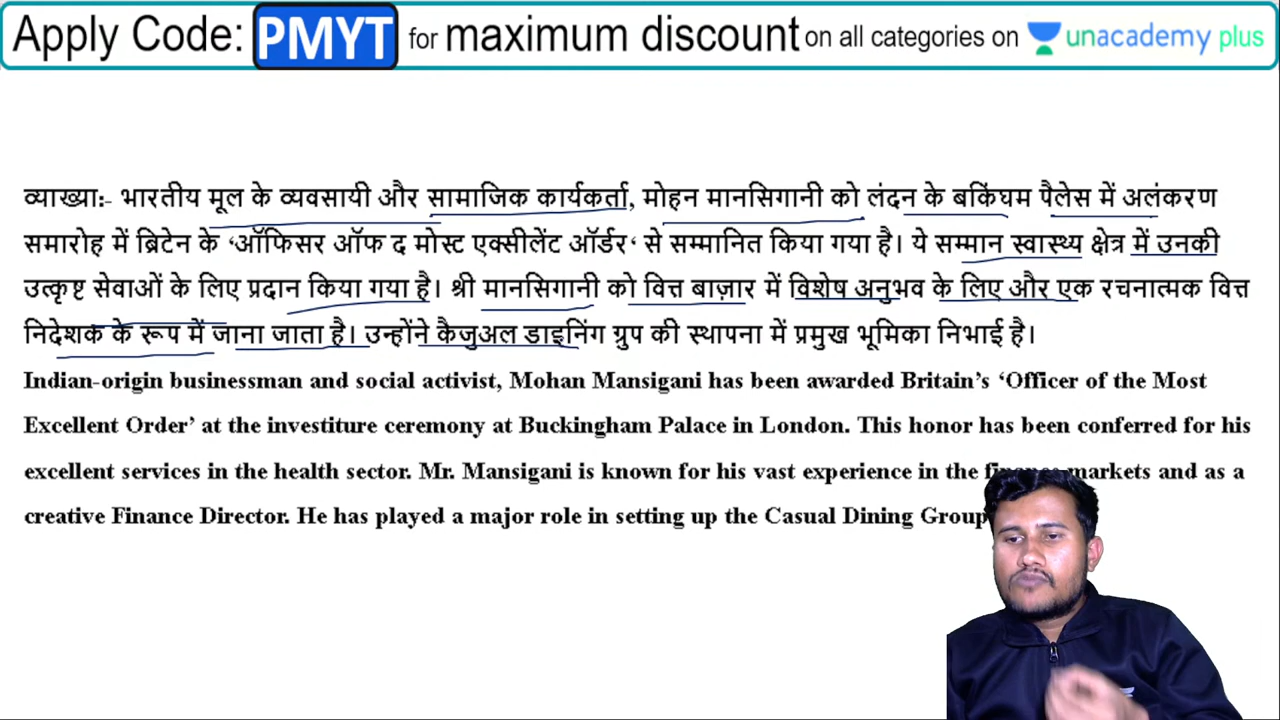 Apply Code: PMYT for maximum discount on all categories on unacademy plus
व्याख्याः- भारतीय मूल के व्यवसायी और सामाजिक कार्यकर्ता, मोहन मानसिगानी को लंदन के बकिंघम पैलेस में अलंकरण
समारोह में ब्रिटेन के ‘ऑफिसर ऑफ द मोस्ट एक्सीलेंट ऑर्डर‘ से सम्मानित किया गया है। ये सम्मान स्वास्थ्य क्षेत्र में उनकी
उत्कृष्ट सेवाओं के लिए प्रदान किया गया है। श्री मानसिगानी को वित्त बाज़ार में विशेष अनुभव के लिए और एक रचनात्मक वित्त
निदेशक के रूप में जाना जाता है। उन्होंने कैजुअल डाइनिंग ग्रुप की स्थापना में प्रमुख भूमिका निभाई है।
Indian-origin businessman and social activist, Mohan Mansigani has been awarded Britain’s ‘Officer of the Most
Excellent Order’ at the investiture ceremony at Buckingham Palace in London. This honor has been conferred for his
excellent services in the health sector. Mr. Mansigani is known for his vast experience in the finance markets and as a
creative Finance Director. He has played a major role in setting up the Casual Dining Group